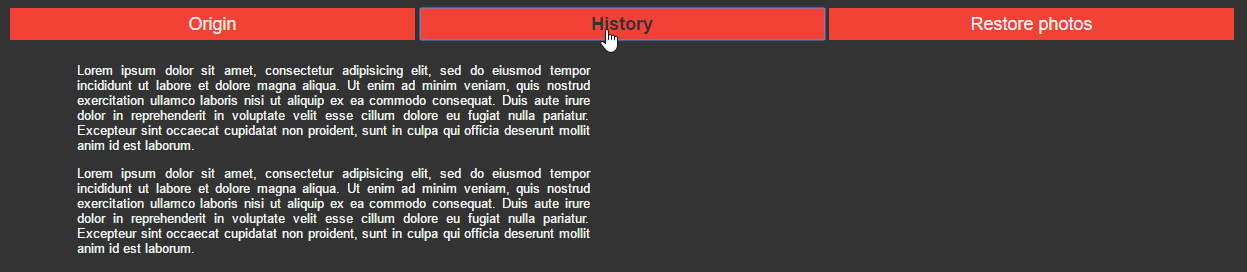 Origin
History
Restore photos
Lorem ipsum dolor sit amet, consectetur adipisicing elit, sed do eiusmod tempor
incididunt ut labore et dolore magna aliqua. Ut enim ad minim veniam, quis nostrud
exercitation ullamco laboris nisi ut aliquip ex ea commodo consequat. Duis aute irure
dolor in reprehenderit in voluptate velit esse cillum dolore eu fugiat nulla pariatur.
Excepteur sint occaecat cupidatat non proident, sunt in culpa qui officia deserunt mollit
anim id est laborum.
Lorem ipsum dolor sit amet, consectetur adipisicing elit, sed do eiusmod tempor
incididunt ut labore et dolore magna aliqua. Ut enim ad minim veniam, quis nostrud
exercitation ullamco laboris nisi ut aliquip ex ea commodo consequat. Duis aute irure
dolor in reprehenderit in voluptate velit esse cillum dolore eu fugiat nulla pariatur.
Excepteur sint occaecat cupidatat non proident, sunt in culpa qui officia deserunt mollit
anim id est laborum.